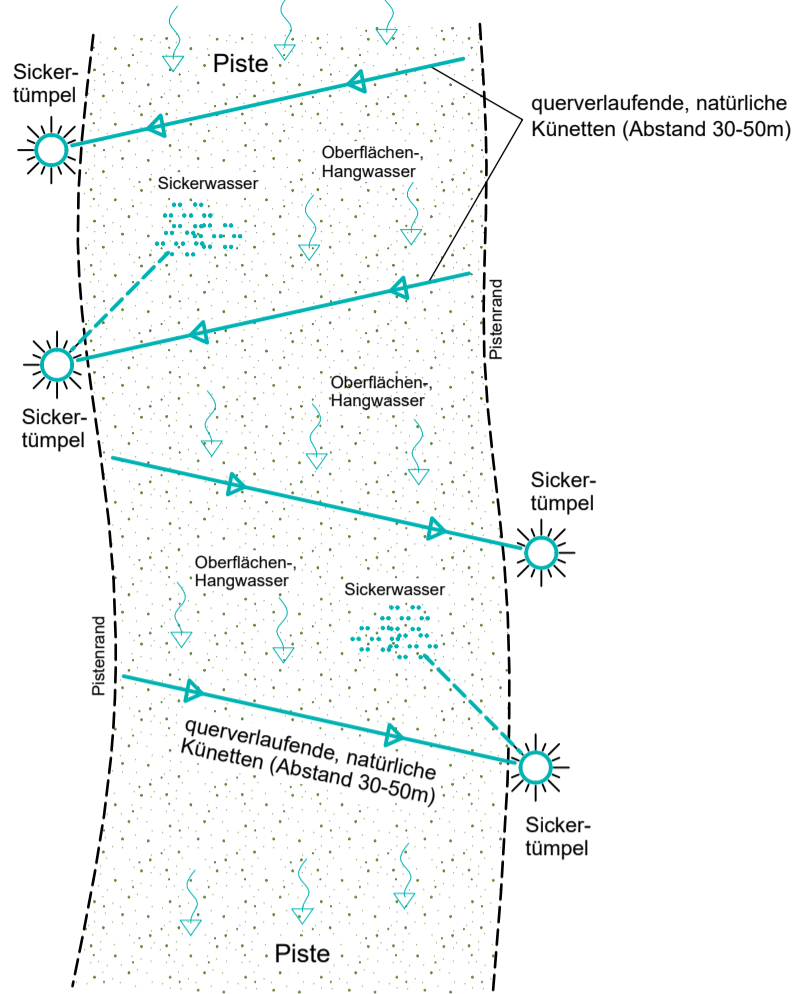 Piste
Sicker-
tümpel
querverlaufende, natürliche
Künetten (Abstand 30-50m)
Oberflächen-,
Hangwasser
Sickerwasser
Pistenrand
Oberflächen-,
Hangwasser
Sicker-
tümpel
Sicker-
tümpel
Oberflächen-,
Hangwasser
Sickerwasser
Pistenrand
querverlaufende, natürliche
Künetten (Abstand 30-50m)
Sicker-
tümpel
Piste